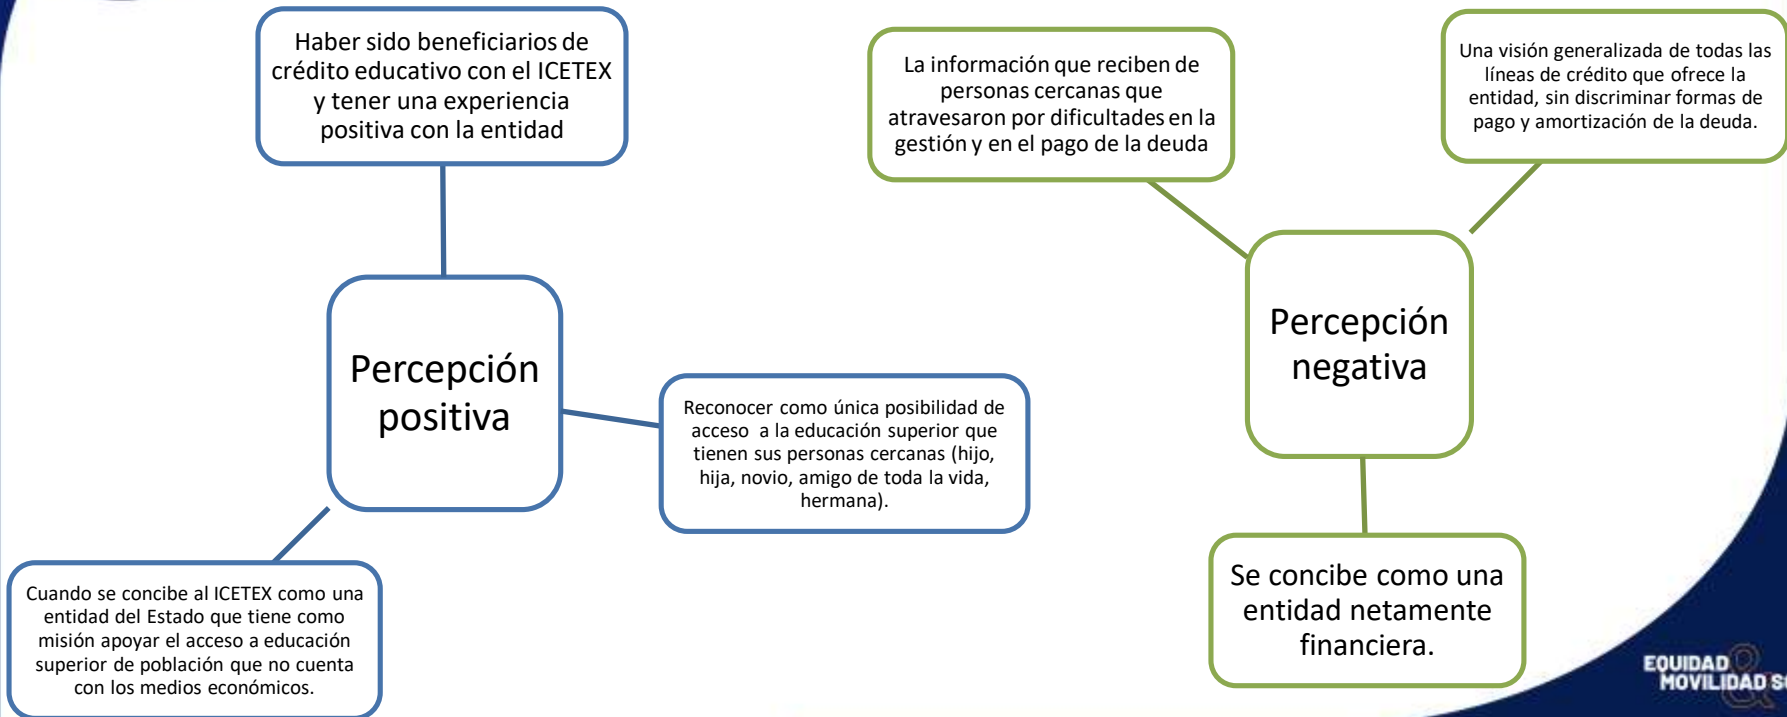 Haber sido beneficiarios de
crédito educativo con el ICETEX
y tener una experiencia
positiva con la entidad
Percepción
positiva
Reconocer como única posibilidad de
acceso a la educación superior que
tienen sus personas cercanas (hijo,
hija, novio, amigo de toda la vida,
hermana).
Cuando se concibe al ICETEX como una
entidad del Estado que tiene como
misión apoyar el acceso a educación
superior de población que no cuenta
con los medios económicos.
La información que reciben de
personas cercanas que
atravesaron por dificultades en la
gestión y en el pago de la deuda
Una visión generalizada de todas las
líneas de crédito que ofrece la
entidad, sin discriminar formas de
pago y amortización de la deuda.
Percepción
negativa
Se concibe como una
entidad netamente
financiera.
EQUIDAD
MOVILIDAD